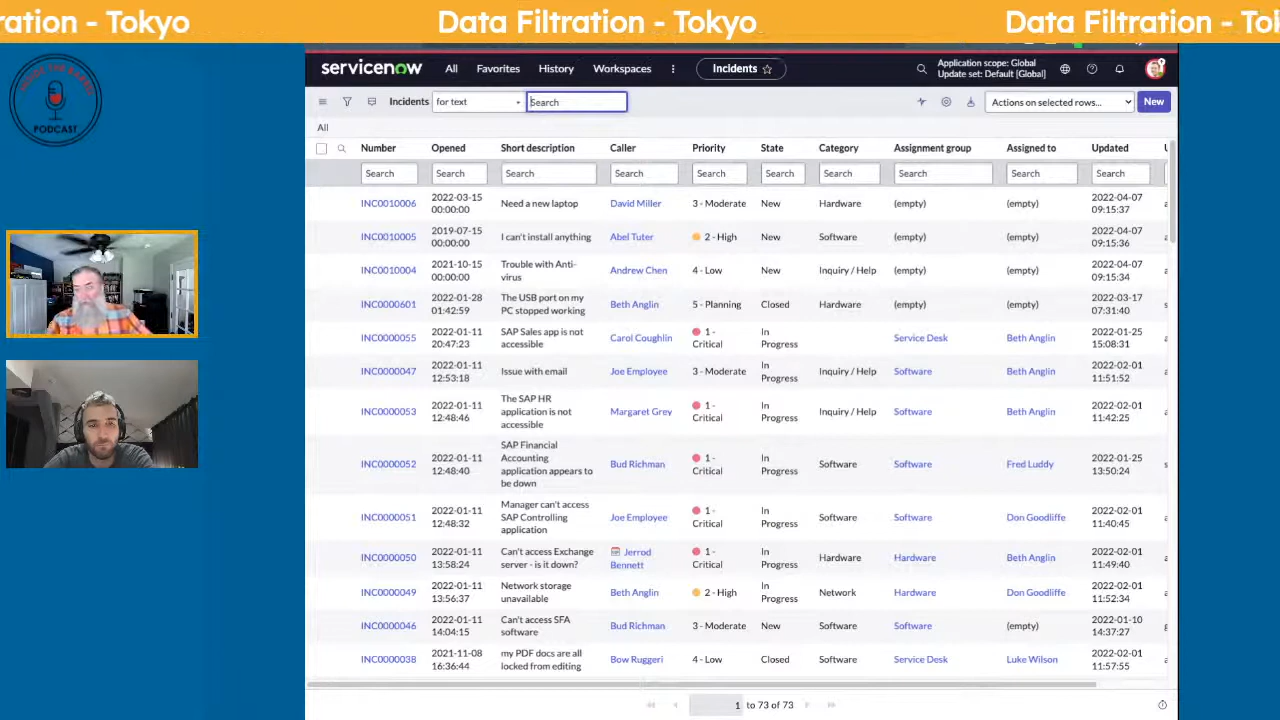 ration - Tokyo Data Filtration - Tokyo Data Filtration - To
INSIDE THE BASE
PODCAST
servicenow All Favorites History Workspaces Incidents Application scope: Global
Update set: Default [Global]
Incidents for text Search Actions on selected rows... New
All
Number Opened Short description Caller Priority State Category Assignment group Assigned to Updated
Search Search Search Search Search Search Search Search Search Search
INC0010006 2022-03-15 00:00:00 Need a new laptop David Miller 3 - Moderate New Hardware (empty) (empty) 2022-04-07 09:15:37
INC0010005 2019-07-15 00:00:00 I can't install anything Abel Tuter 2 - High New Software (empty) (empty) 2022-04-07 09:15:36
INC0010004 2021-10-15 00:00:00 Trouble with Anti-virus Andrew Chen 4 - Low New Inquiry / Help (empty) (empty) 2022-04-07 09:15:34
INC0000601 2022-01-28 01:42:59 The USB port on my PC stopped working Beth Anglin 5 - Planning Closed Hardware (empty) (empty) 2022-03-17 07:31:40
INC0000055 2022-01-11 20:47:23 SAP Sales app is not accessible Carol Coughlin 1 - Critical In Progress Service Desk Beth Anglin 2022-01-25 15:08:31
INC0000047 2022-01-11 12:53:18 Issue with email Joe Employee 3 - Moderate In Progress Inquiry / Help Software Beth Anglin 2022-02-01 11:51:52
INC0000053 2022-01-11 12:48:46 The SAP HR application is not accessible Margaret Grey 1 - Critical In Progress Inquiry / Help Software Beth Anglin 2022-02-01 11:42:25
INC0000052 2022-01-11 12:48:40 SAP Financial Accounting application appears to be down Bud Richman 1 - Critical In Progress Software Software Fred Luddy 2022-01-25 13:50:24
INC0000051 2022-01-11 12:48:32 Manager can't access SAP Controlling application Joe Employee 1 - Critical In Progress Software Software Don Goodliffe 2022-02-01 11:40:45
INC0000050 2022-01-11 13:58:24 Can't access Exchange server - is it down? Jerrod Bennett 1 - Critical In Progress Hardware Hardware Beth Anglin 2022-02-01 11:49:40
INC0000049 2022-01-11 13:56:37 Network storage unavailable Beth Anglin 2 - High In Progress Network Hardware Don Goodliffe 2022-02-01 11:52:34
INC0000046 2022-01-11 14:04:15 Can't access SFA software Bud Richman 3 - Moderate New Software Software (empty) 2022-01-10 14:37:27
INC0000038 2021-11-08 16:36:44 my PDF docs are all locked from editing Bow Ruggeri 4 - Low Closed Software Service Desk Luke Wilson 2022-02-01 11:57:55
1 to 73 of 73